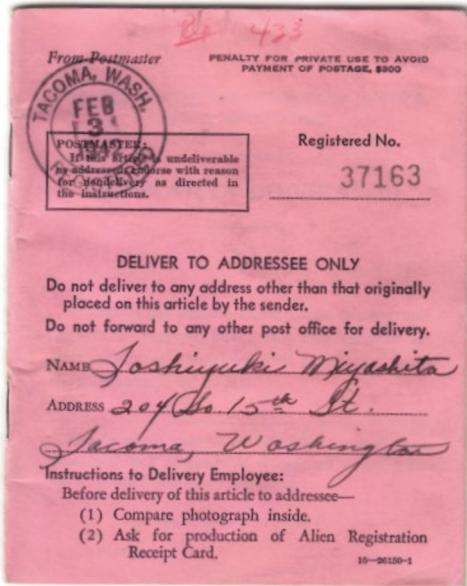 433
From Postmaster
PENALTY FOR PRIVATE USE TO AVOID
PAYMENT OF POSTAGE, $300
TACOMA, WASH.
FEB
3
1942
POSTMASTER:
If this article is undeliverable
as addressed, endorse with reason
for nondelivery as directed in
the instructions.
Registered No.
37163
DELIVER TO ADDRESSEE ONLY
Do not deliver to any address other than that originally
placed on this article by the sender.
Do not forward to any other post office for delivery.
NAME Toshiyuki Miyashita
ADDRESS 204 So. 15th St.
Tacoma, Washington
Instructions to Delivery Employee:
Before delivery of this article to addressee—
(1) Compare photograph inside.
(2) Ask for production of Alien Registration
Receipt Card.
16—26150-1